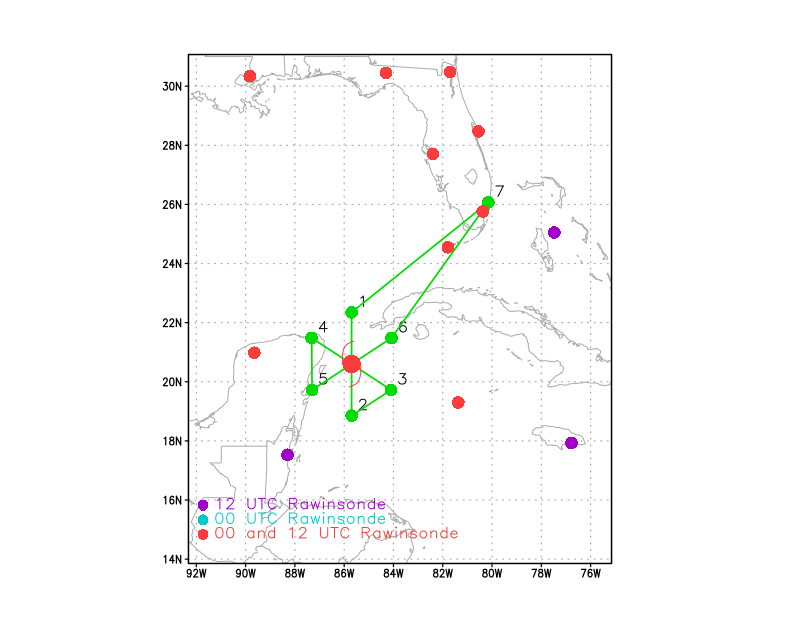 30N
28N
7
26N
24N
1
22N
4
6
20N
5
3
2
18N
16N
12 UTC Rawinsonde
00 UTC Rawinsonde
00 and 12 UTC Rawinsonde
14N
92W 90W 88W 86W 84W 82W 80W 78W 76W